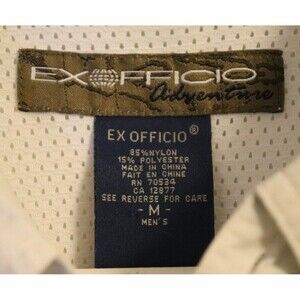 EXOFFICIO
Adventure
EX OFFICIO®
85% NYLON
15% POLYESTER
MADE IN CHINA
FAIT EN CHINE
RN 70534
CA 12877
SEE REVERSE FOR CARE
- M -
MEN'S